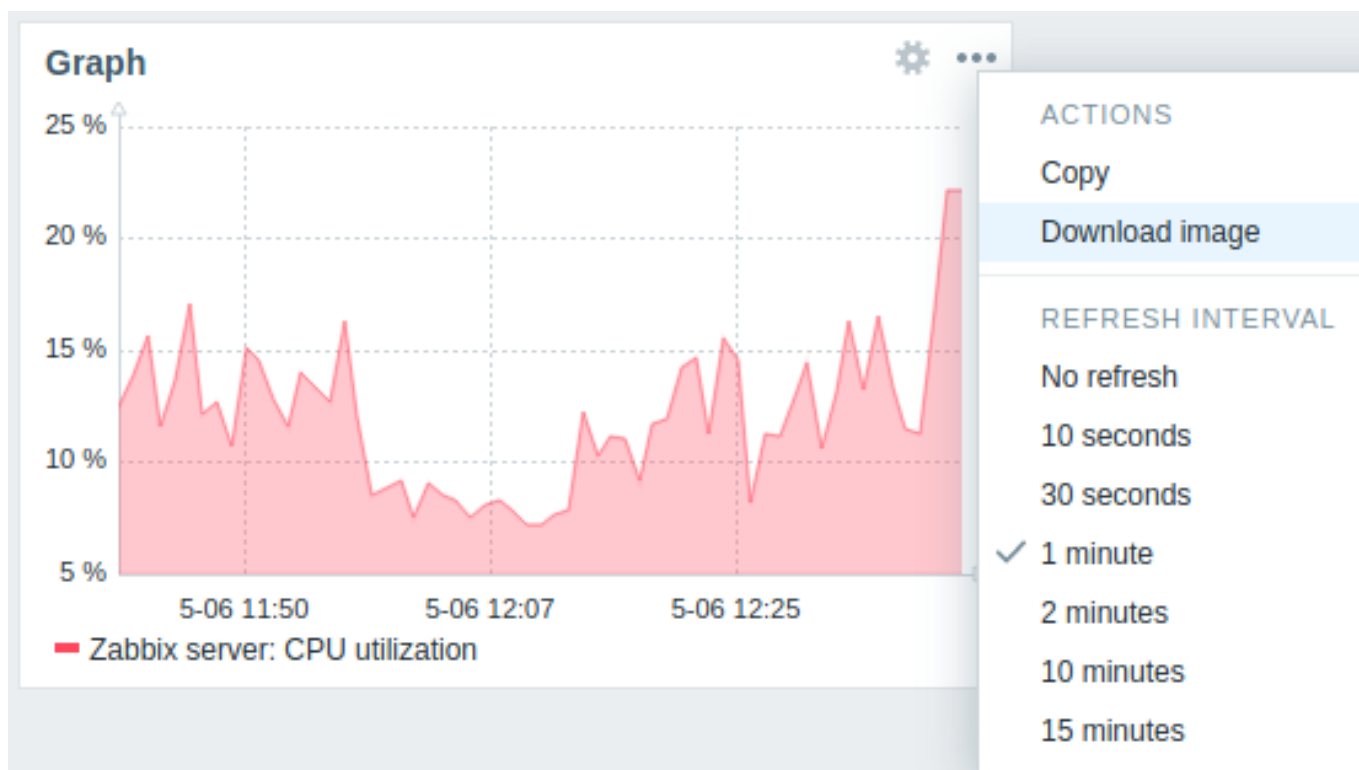 Graph
25 %
20 %
15 %
10 %
5 %
5-06 11:50 5-06 12:07 5-06 12:25
Zabbix server: CPU utilization
ACTIONS
Copy
Download image
REFRESH INTERVAL
No refresh
10 seconds
30 seconds
1 minute
2 minutes
10 minutes
15 minutes